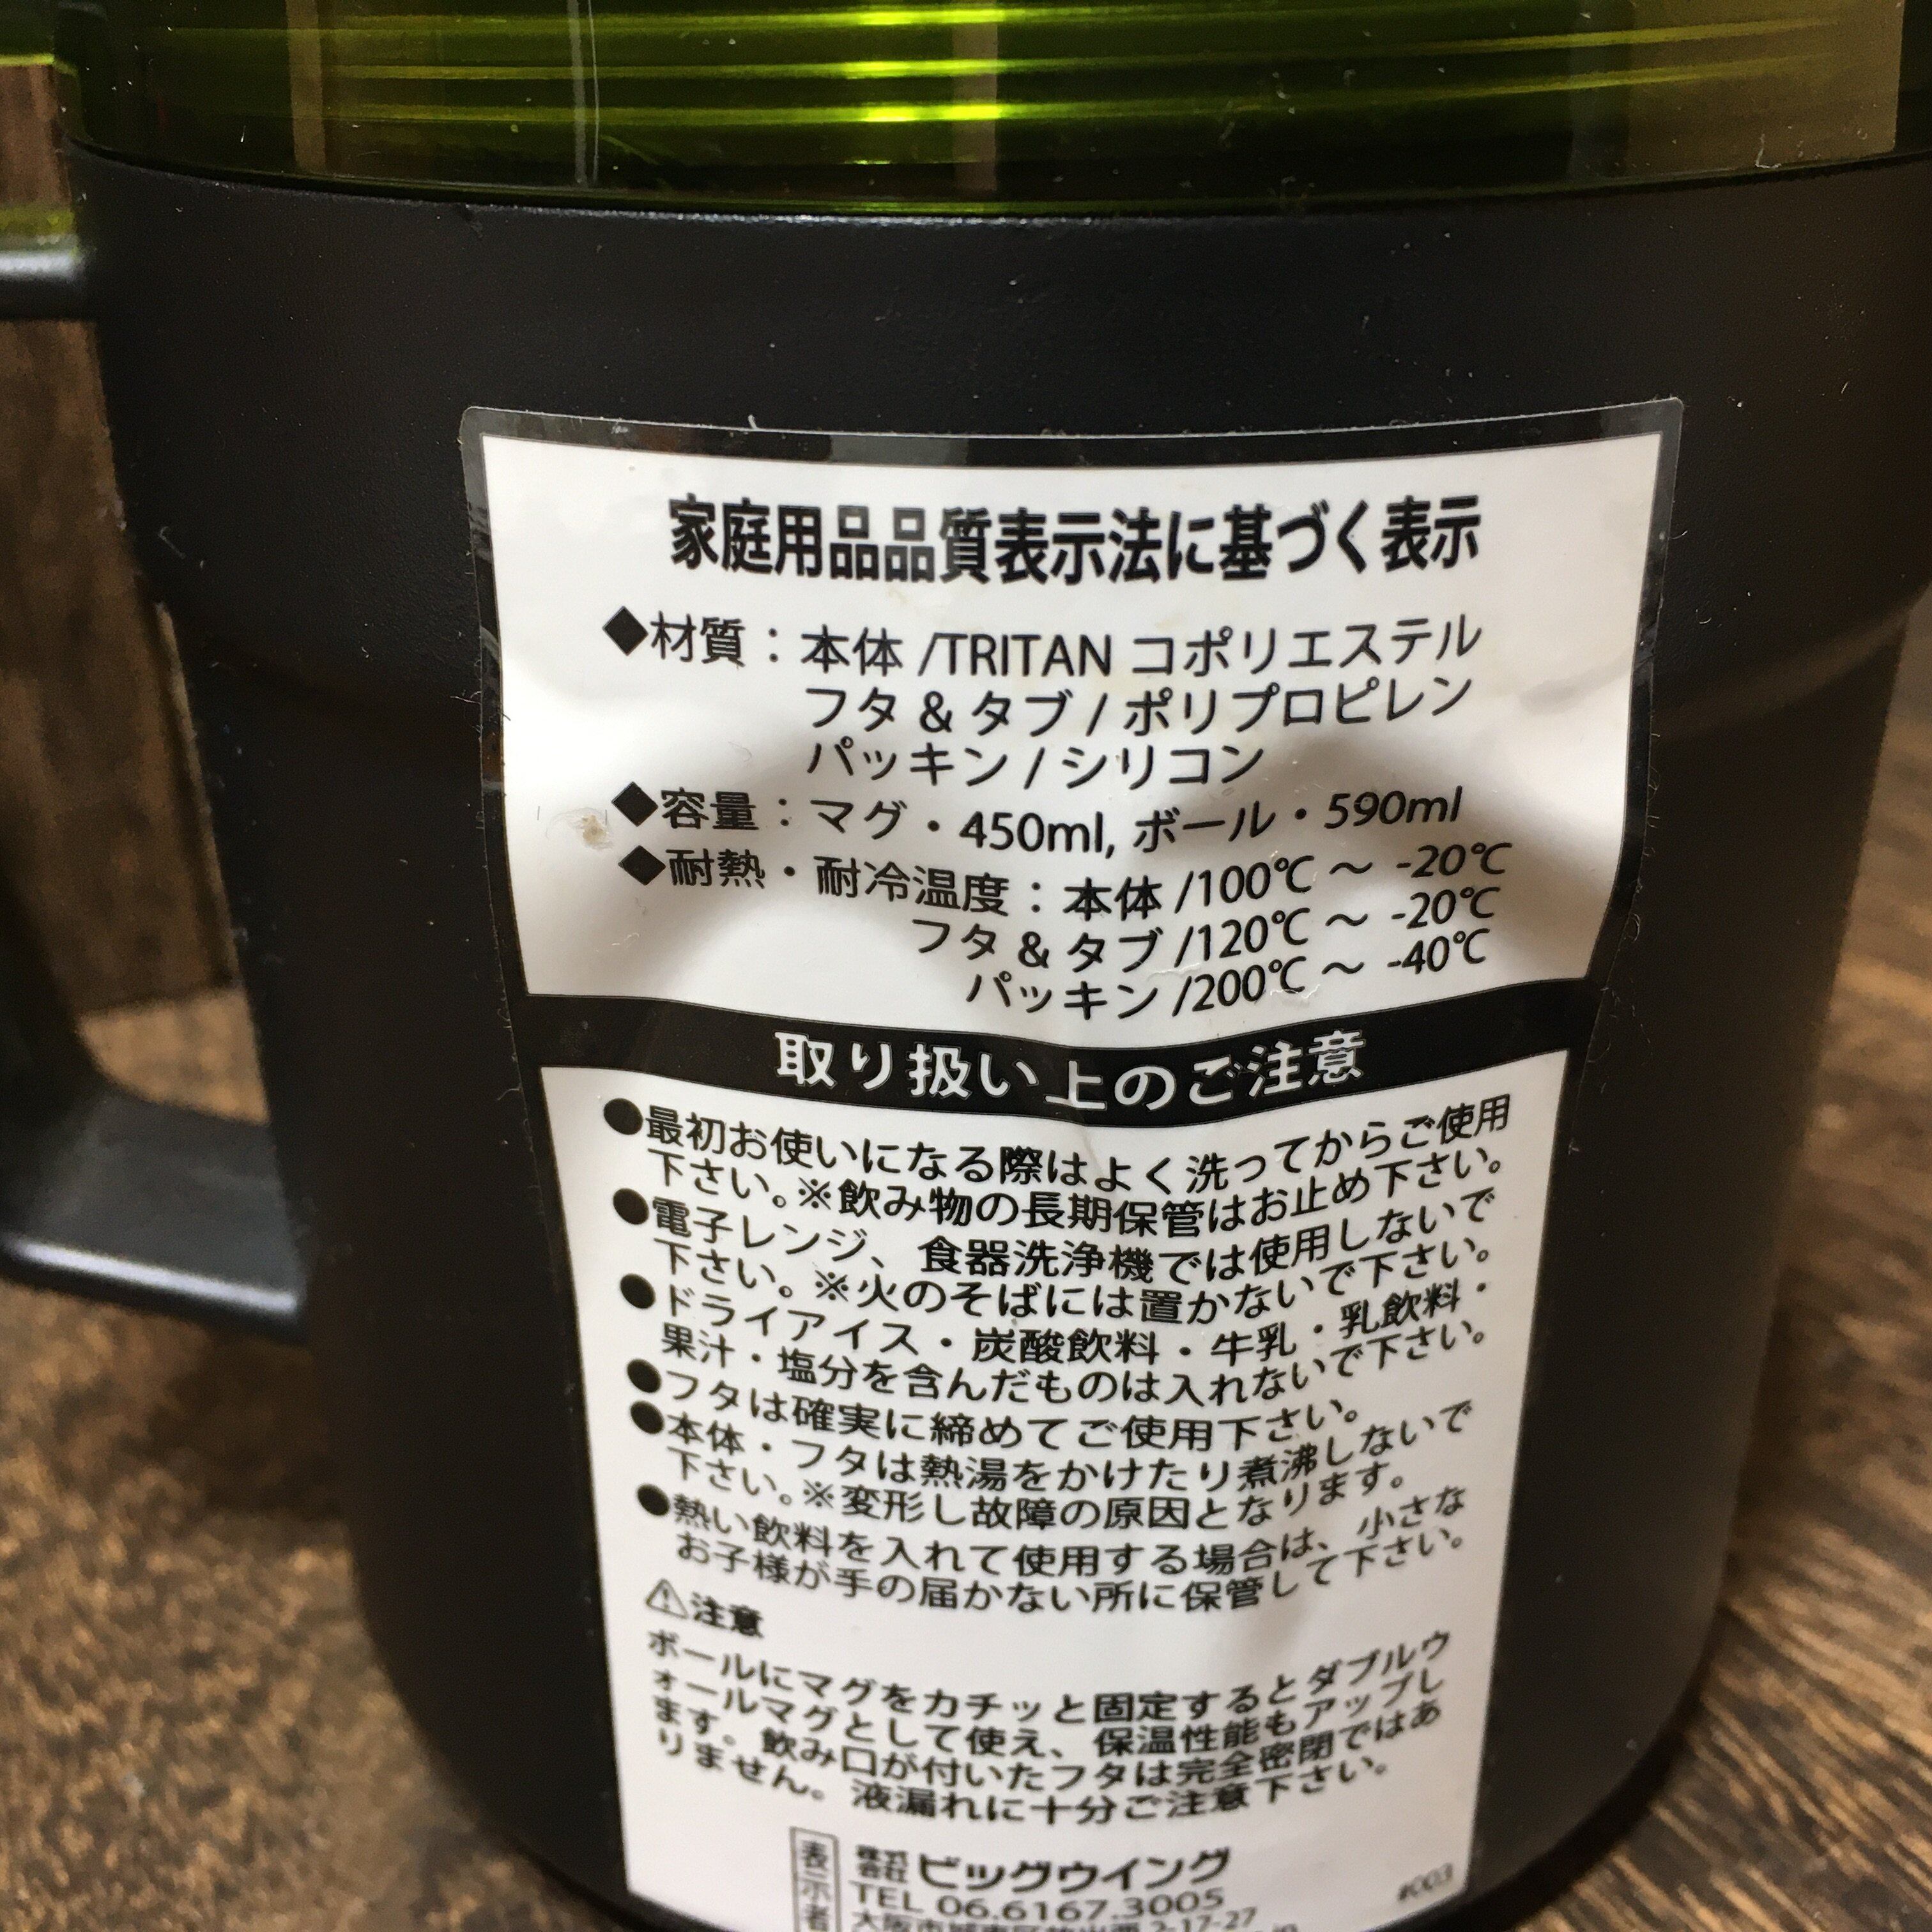 家庭用品品質表示法に基づく表示
◆材質：本体 /TRITAN コポリエステル
フタ & タブ / ポリプロピレン
パッキン / シリコン
◆容量：マグ・450ml, ボール・590ml
◆耐熱・耐冷温度：本体 /100℃ ～ -20℃
フタ & タブ /120℃ ～ -20℃
パッキン /200℃ ～ -40℃
取り扱い上のご注意
●最初お使いになる際はよく洗ってからご使用
下さい。※飲み物の長期保管はお止め下さい。
●電子レンジ、食器洗浄機では使用しないで
下さい。※火のそばには置かないで下さい。
●ドライアイス・炭酸飲料・牛乳・乳飲料・
果汁・塩分を含んだものは入れないで下さい。
●フタは確実に締めてご使用下さい。
●本体・フタは熱湯をかけたり煮沸しないで
下さい。※変形し故障の原因となります。
●熱い飲料を入れて使用する場合は、小さな
お子様が手の届かない所に保管して下さい。
⚠注意
ボールにマグをカチッと固定するとダブルウ
ォールマグとして使え、保温性能もアップし
ます。飲み口が付いたフタは完全密閉ではあ
りません。液漏れに十分ご注意下さい。
表示者
株式会社 ビッグウイング
TEL 06.6167.3005
#003
2-17-27